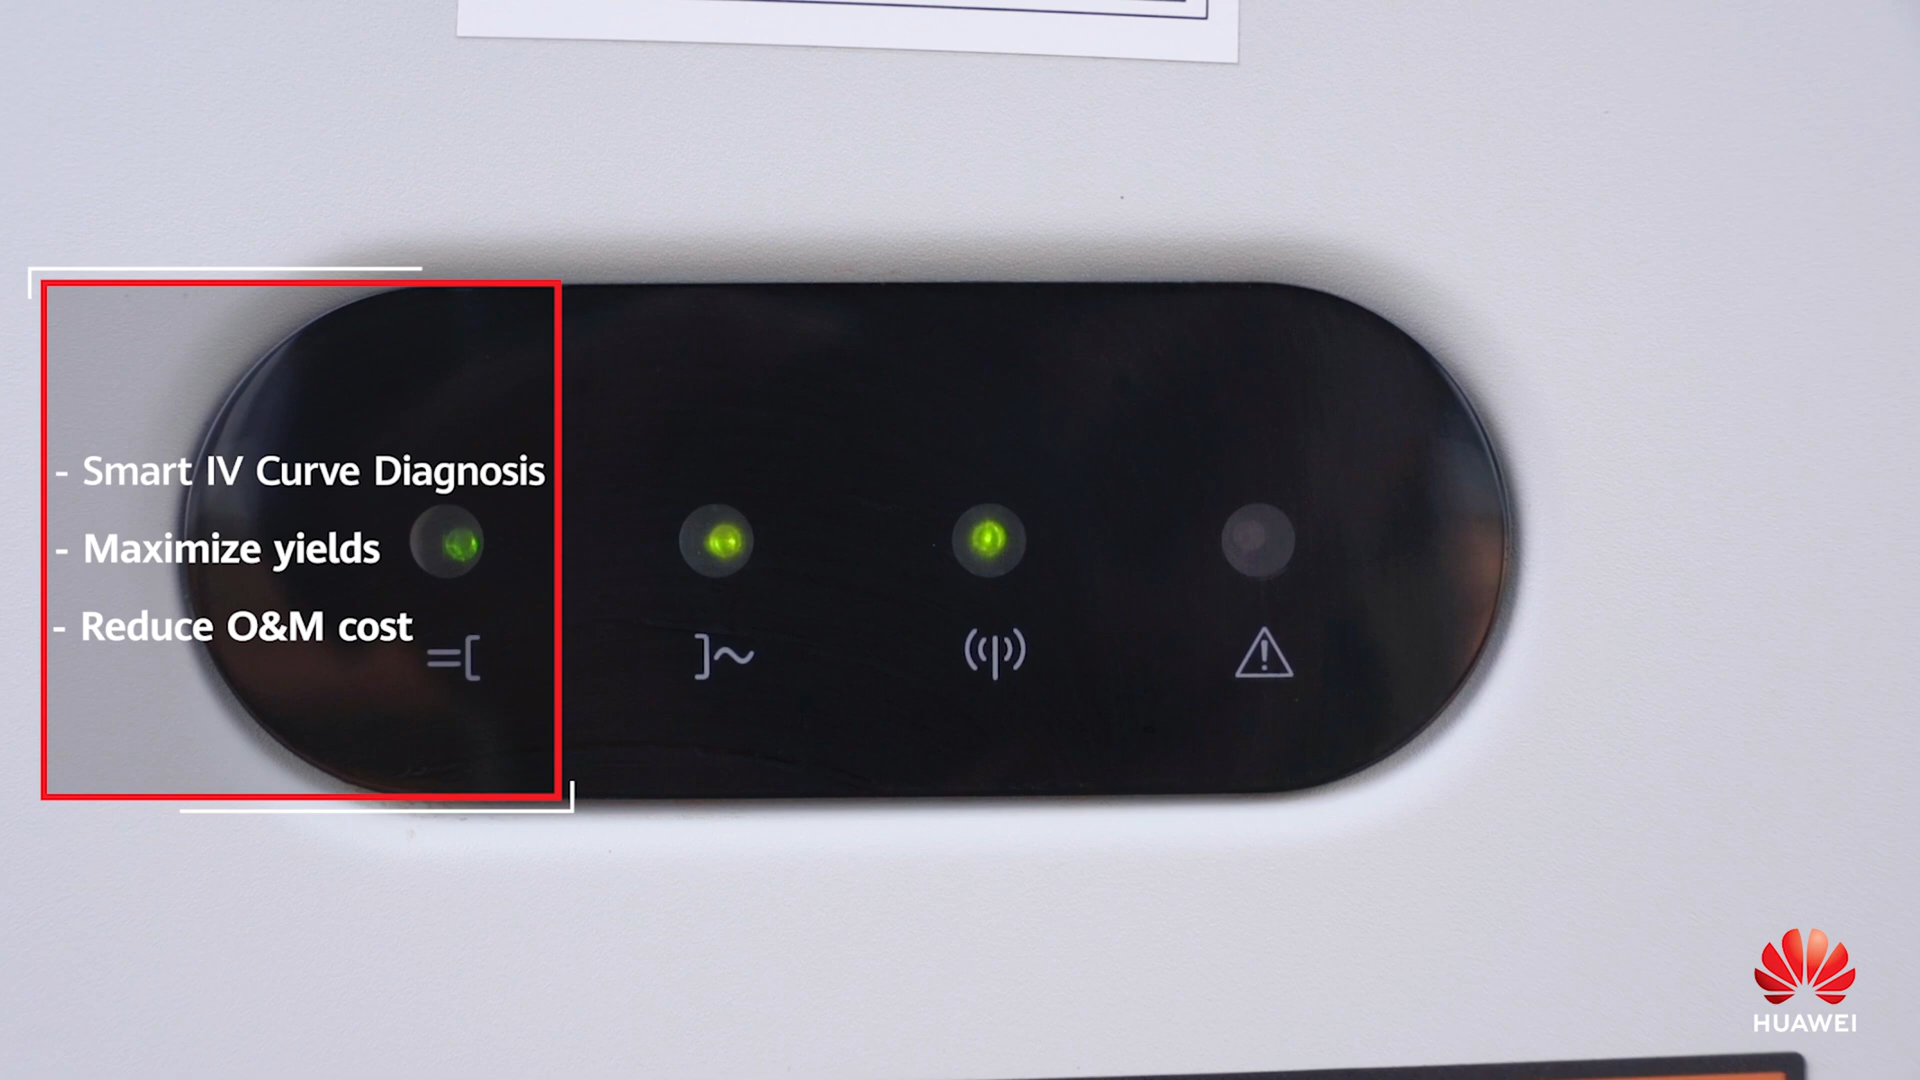 - Smart IV Curve Diagnosis
- Maximize yields
- Reduce O&M cost
HUAWEI